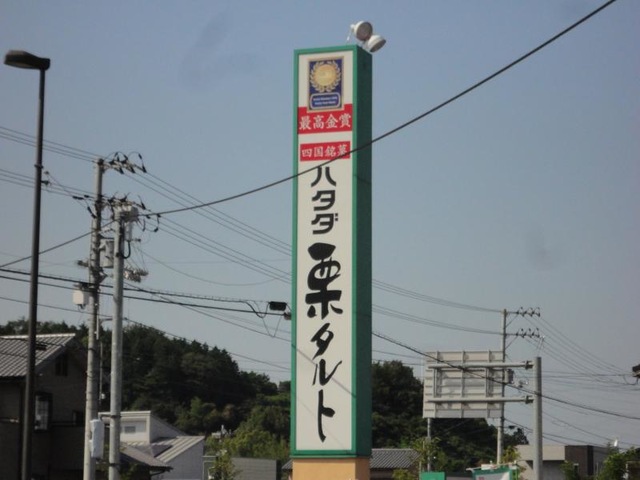 最高金賞
四国銘菓
ハタダ
栗タルト